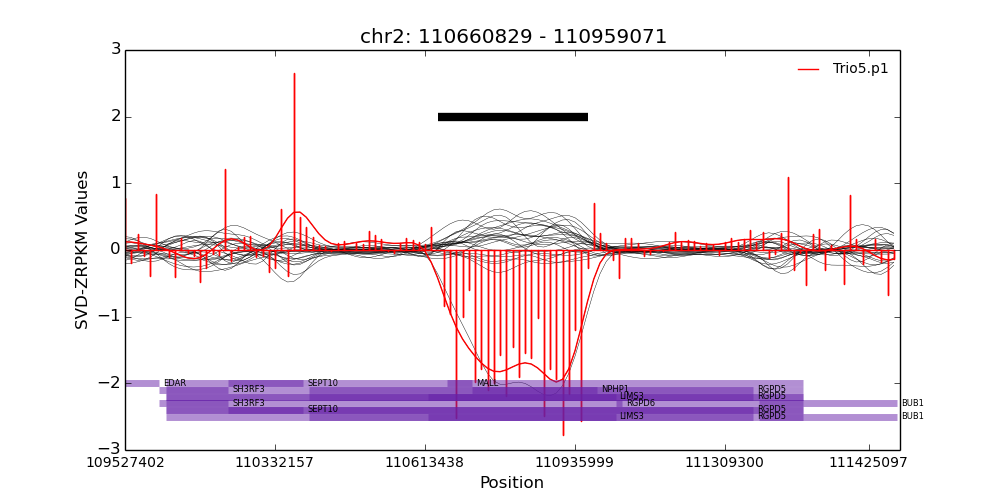 chr2: 110660829 - 110959071
Trio5.p1
3
2
1
0
−1
−2
−3
SVD-ZRPKM Values
EDAR SEPT10 MALL
SH3RF3 NPHP1 RGPD5
LIMS3 RGPD5
SH3RF3 RGPD6 BUB1
SEPT10 RGPD5
LIMS3 RGPD5 BUB1
109527402 110332157 110613438 110935999 111309300 111425097
Position